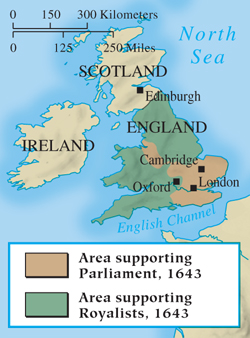 0 150 300 Kilometers
0 125 250 Miles
North
Sea
SCOTLAND
Edinburgh
ENGLAND
IRELAND
Cambridge
Oxford
London
English Channel
Area supporting
Parliament, 1643
Area supporting
Royalists, 1643